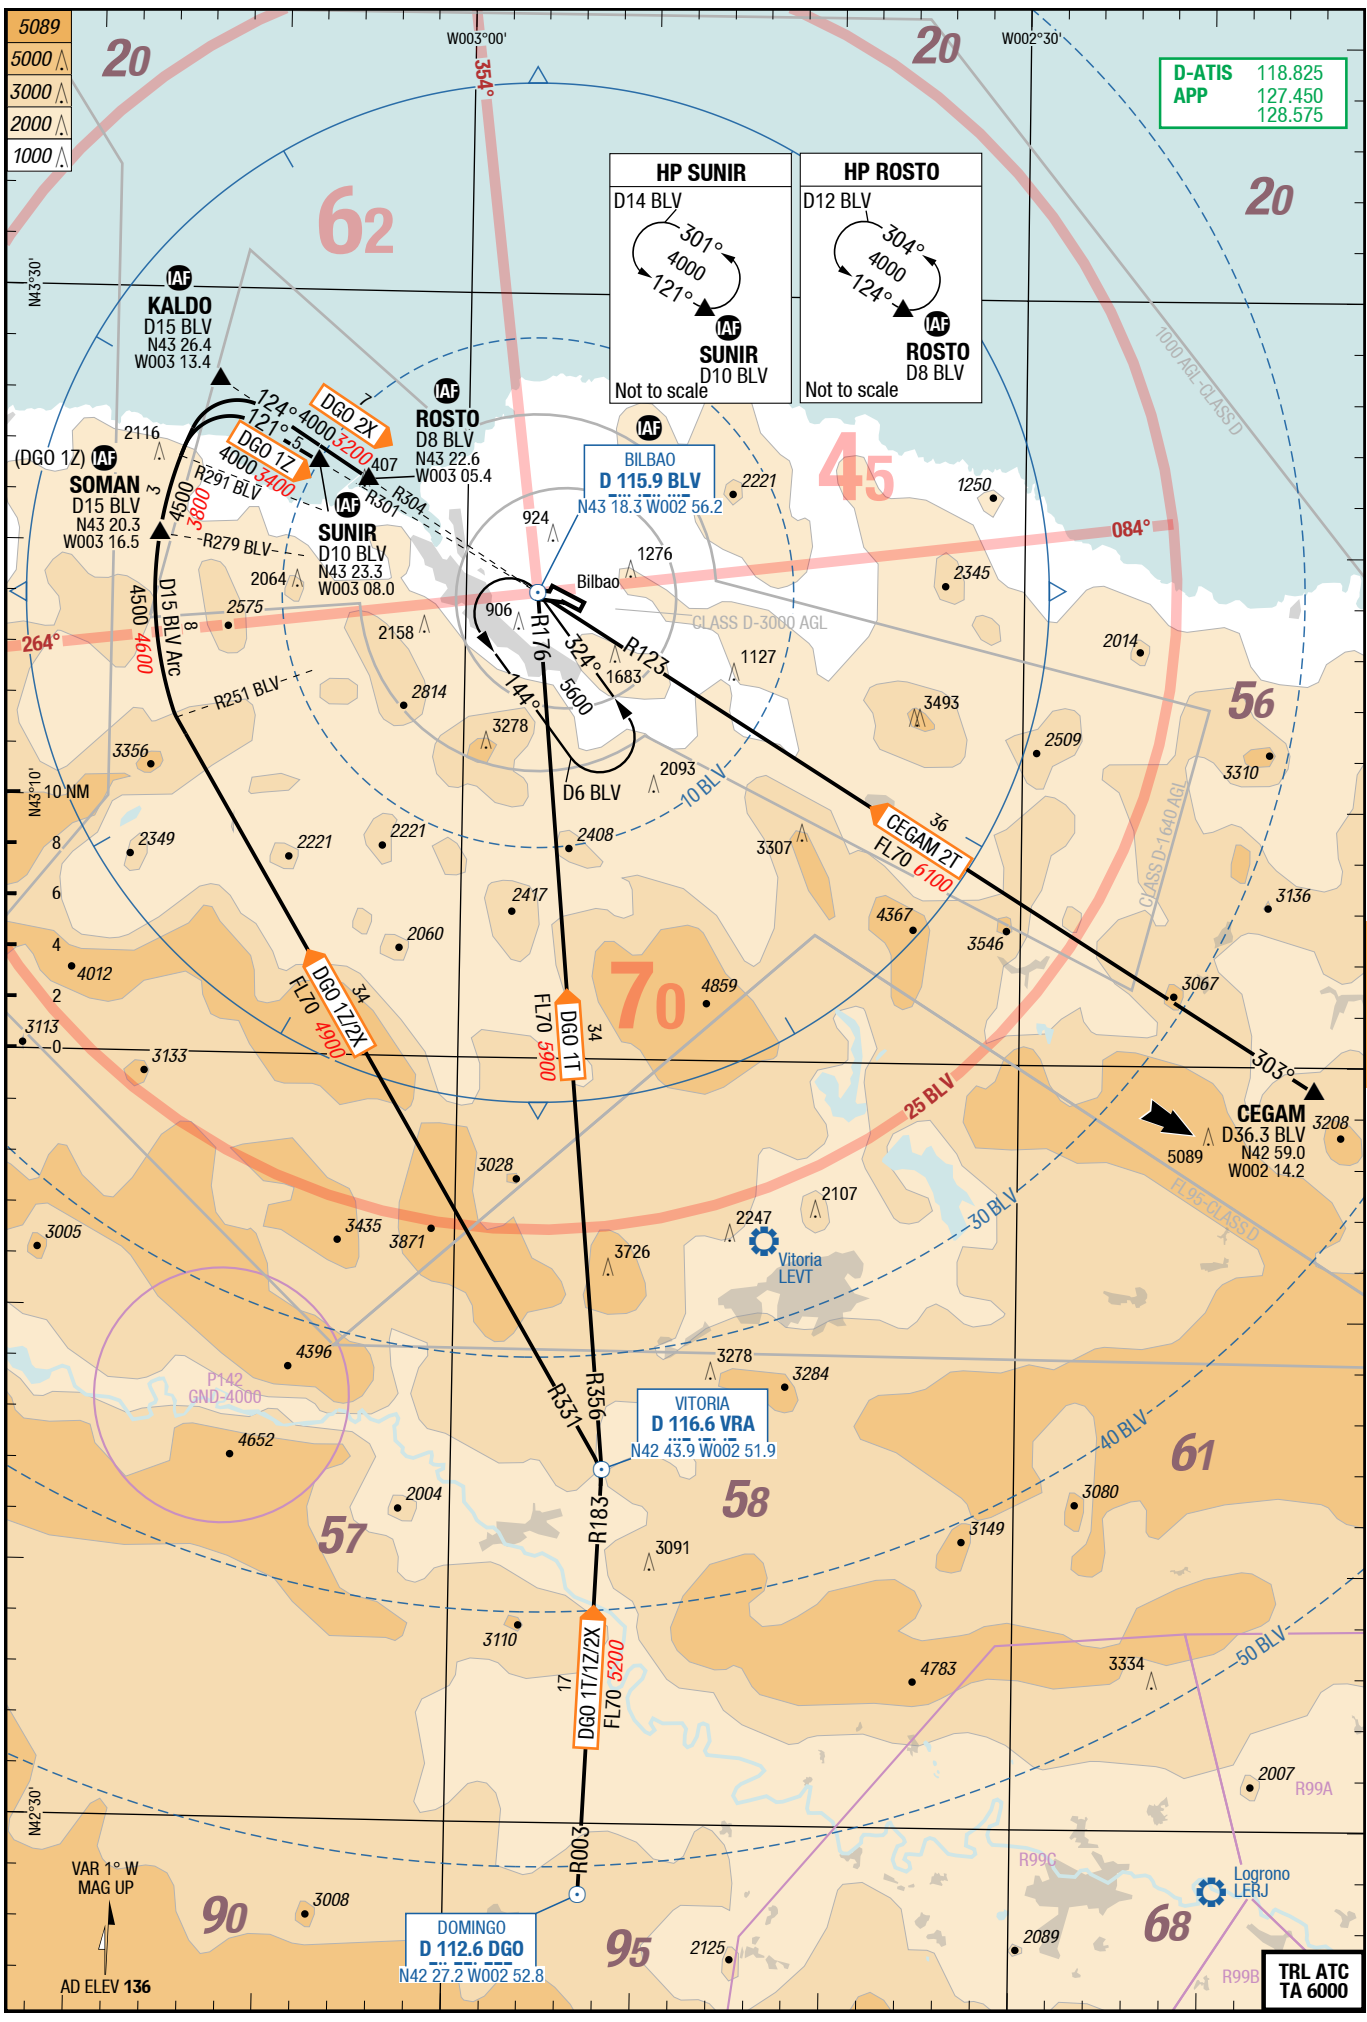 5089
5000
3000
2000
1000
20
W003°00'
20
W002°30'
354°
D-ATIS 118.825
APP 127.450
128.575
20
62
HP SUNIR
D14 BLV
301°
4000
121°
IAF
SUNIR
D10 BLV
Not to scale
HP ROSTO
D12 BLV
304°
4000
124°
IAF
ROSTO
D8 BLV
Not to scale
N43°30'
IAF
KALDO
D15 BLV
N43 26.4
W003 13.4
1000 AGL-CLASS D
7
DGO 2X
124°
4000
3200
121°
5
DGO 1Z
4000
3400
IAF
ROSTO
D8 BLV
N43 22.6
W003 05.4
407
R304
R301
2116
(DGO 1Z) IAF
SOMAN
D15 BLV
N43 20.3
W003 16.5
R291 BLV
3
4500
3800
IAF
SUNIR
D10 BLV
N43 23.3
W003 08.0
R279 BLV
IAF
BILBAO
D 115.9 BLV
N43 18.3 W002 56.2
2221
45
1250
084°
924
1276
Bilbao
2345
2064
2575
2158
906
CLASS D-3000 AGL
2014
264°
D15 BLV Arc
8
4500
4600
R251 BLV
R176
324°
5600
144°
D6 BLV
R123
1683
1127
2814
3278
2093
3493
2509
56
3310
3356
N43°10'
10 NM
8
6
4
2
0
10 BLV
2349
2221
2221
2408
3307
36
CEGAM 2T
FL70
6100
CLASS D-1640 AGL
2417
2060
4367
3546
3136
4012
3113
3133
34
DGO 1Z/2X
FL70
4900
34
DGO 1T
FL70
5900
70
4859
3067
303°
CEGAM
D36.3 BLV
N42 59.0
W002 14.2
3208
5089
25 BLV
3028
2107
2247
30 BLV
FL95-CLASS D
3005
3435
3871
3726
Vitoria
LEVT
4396
P142
GND-4000
3278
3284
R331
R356
VITORIA
D 116.6 VRA
N42 43.9 W002 51.9
40 BLV
61
4652
2004
57
58
3080
3149
R183
3091
3110
17
DGO 1T/1Z/2X
FL70
5200
4783
3334
50 BLV
2007
R99A
N42°30'
R003
R99C
Logrono
LERJ
VAR 1° W
MAG UP
AD ELEV 136
90
3008
DOMINGO
D 112.6 DGO
N42 27.2 W002 52.8
95
2125
2089
68
R99B
TRL ATC
TA 6000